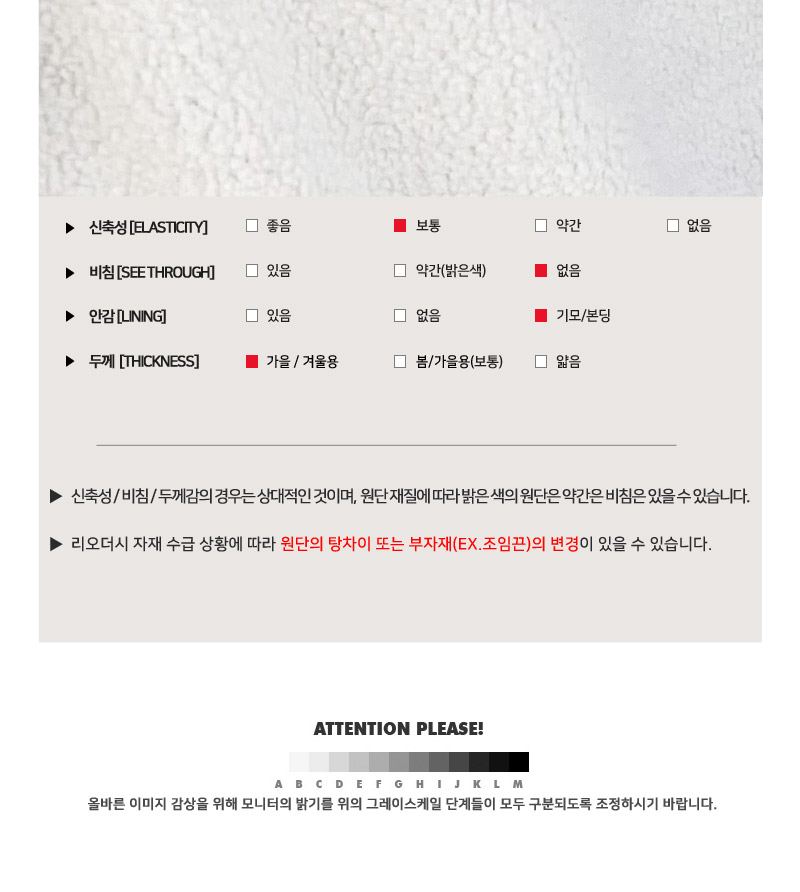 ▶ 신축성 [ELASTICITY] □ 좋음 ■ 보통 □ 약간 □ 없음
▶ 비침 [SEE THROUGH] □ 있음 □ 약간(밝은색) ■ 없음
▶ 안감 [LINING] □ 있음 □ 없음 ■ 기모/본딩
▶ 두께 [THICKNESS] ■ 가을 / 겨울용 □ 봄/가을용(보통) □ 얇음
▶ 신축성 / 비침 / 두께감의 경우는 상대적인 것이며, 원단 재질에 따라 밝은 색의 원단은 약간은 비침은 있을 수 있습니다.
▶ 리오더시 자재 수급 상황에 따라 원단의 탕차이 또는 부자재(EX.조임끈)의 변경이 있을 수 있습니다.
ATTENTION PLEASE!
A B C D E F G H I J K L M
올바른 이미지 감상을 위해 모니터의 밝기를 위의 그레이스케일 단계들이 모두 구분되도록 조정하시기 바랍니다.